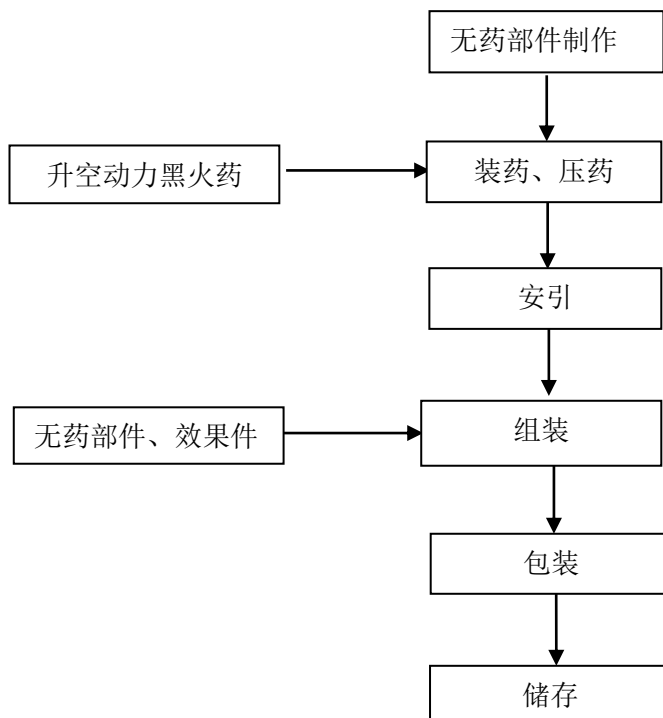 无药部件制作
升空动力黑火药
装药、压药
安引
无药部件、效果件
组装
包装
储存